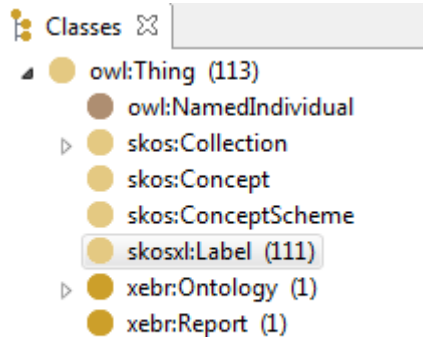 Classes
owl:Thing (113)
owl:NamedIndividual
skos:Collection
skos:Concept
skos:ConceptScheme
skosxl:Label (111)
xebr:Ontology (1)
xebr:Report (1)